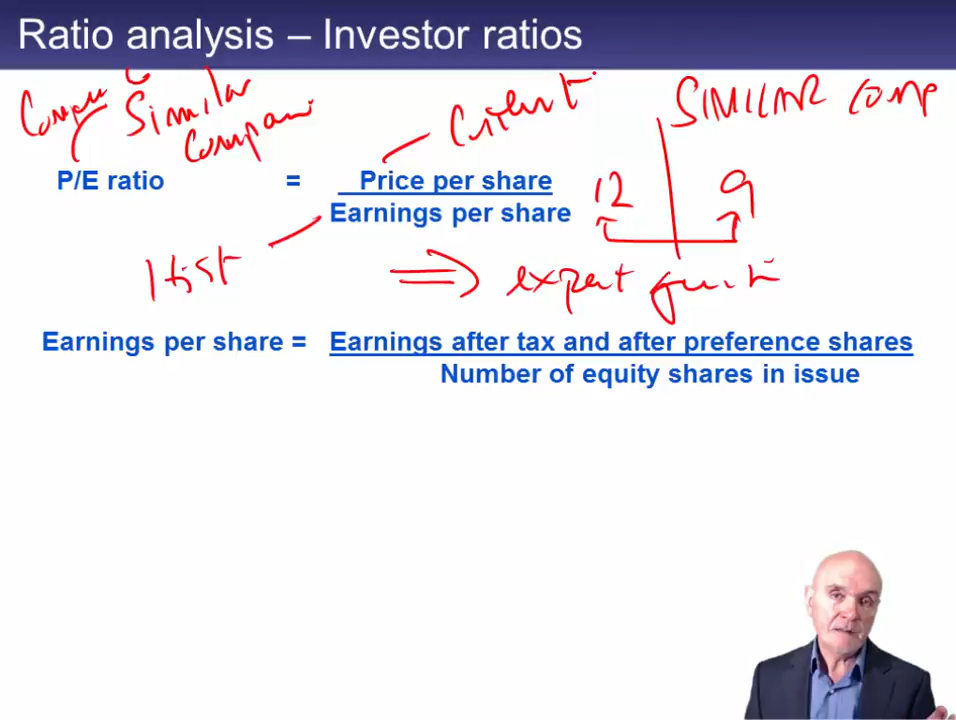 Ratio analysis – Investor ratios
Similar
SIMILAR comp
P/E ratio = Price per share 12 9
Earnings per share
Hist expect
Earnings per share = Earnings after tax and after preference shares
Number of equity shares in issue